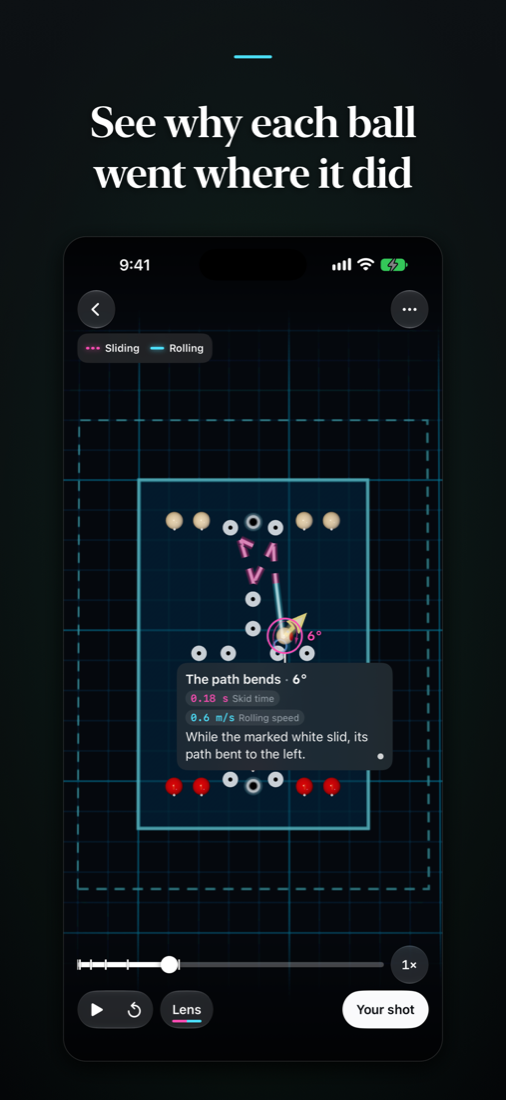 See why each ball
went where it did
9:41
Sliding
Rolling
6°
The path bends · 6°
0.18 s Skid time
0.6 m/s Rolling speed
While the marked white slid, its
path bent to the left.
1×
Lens
Your shot